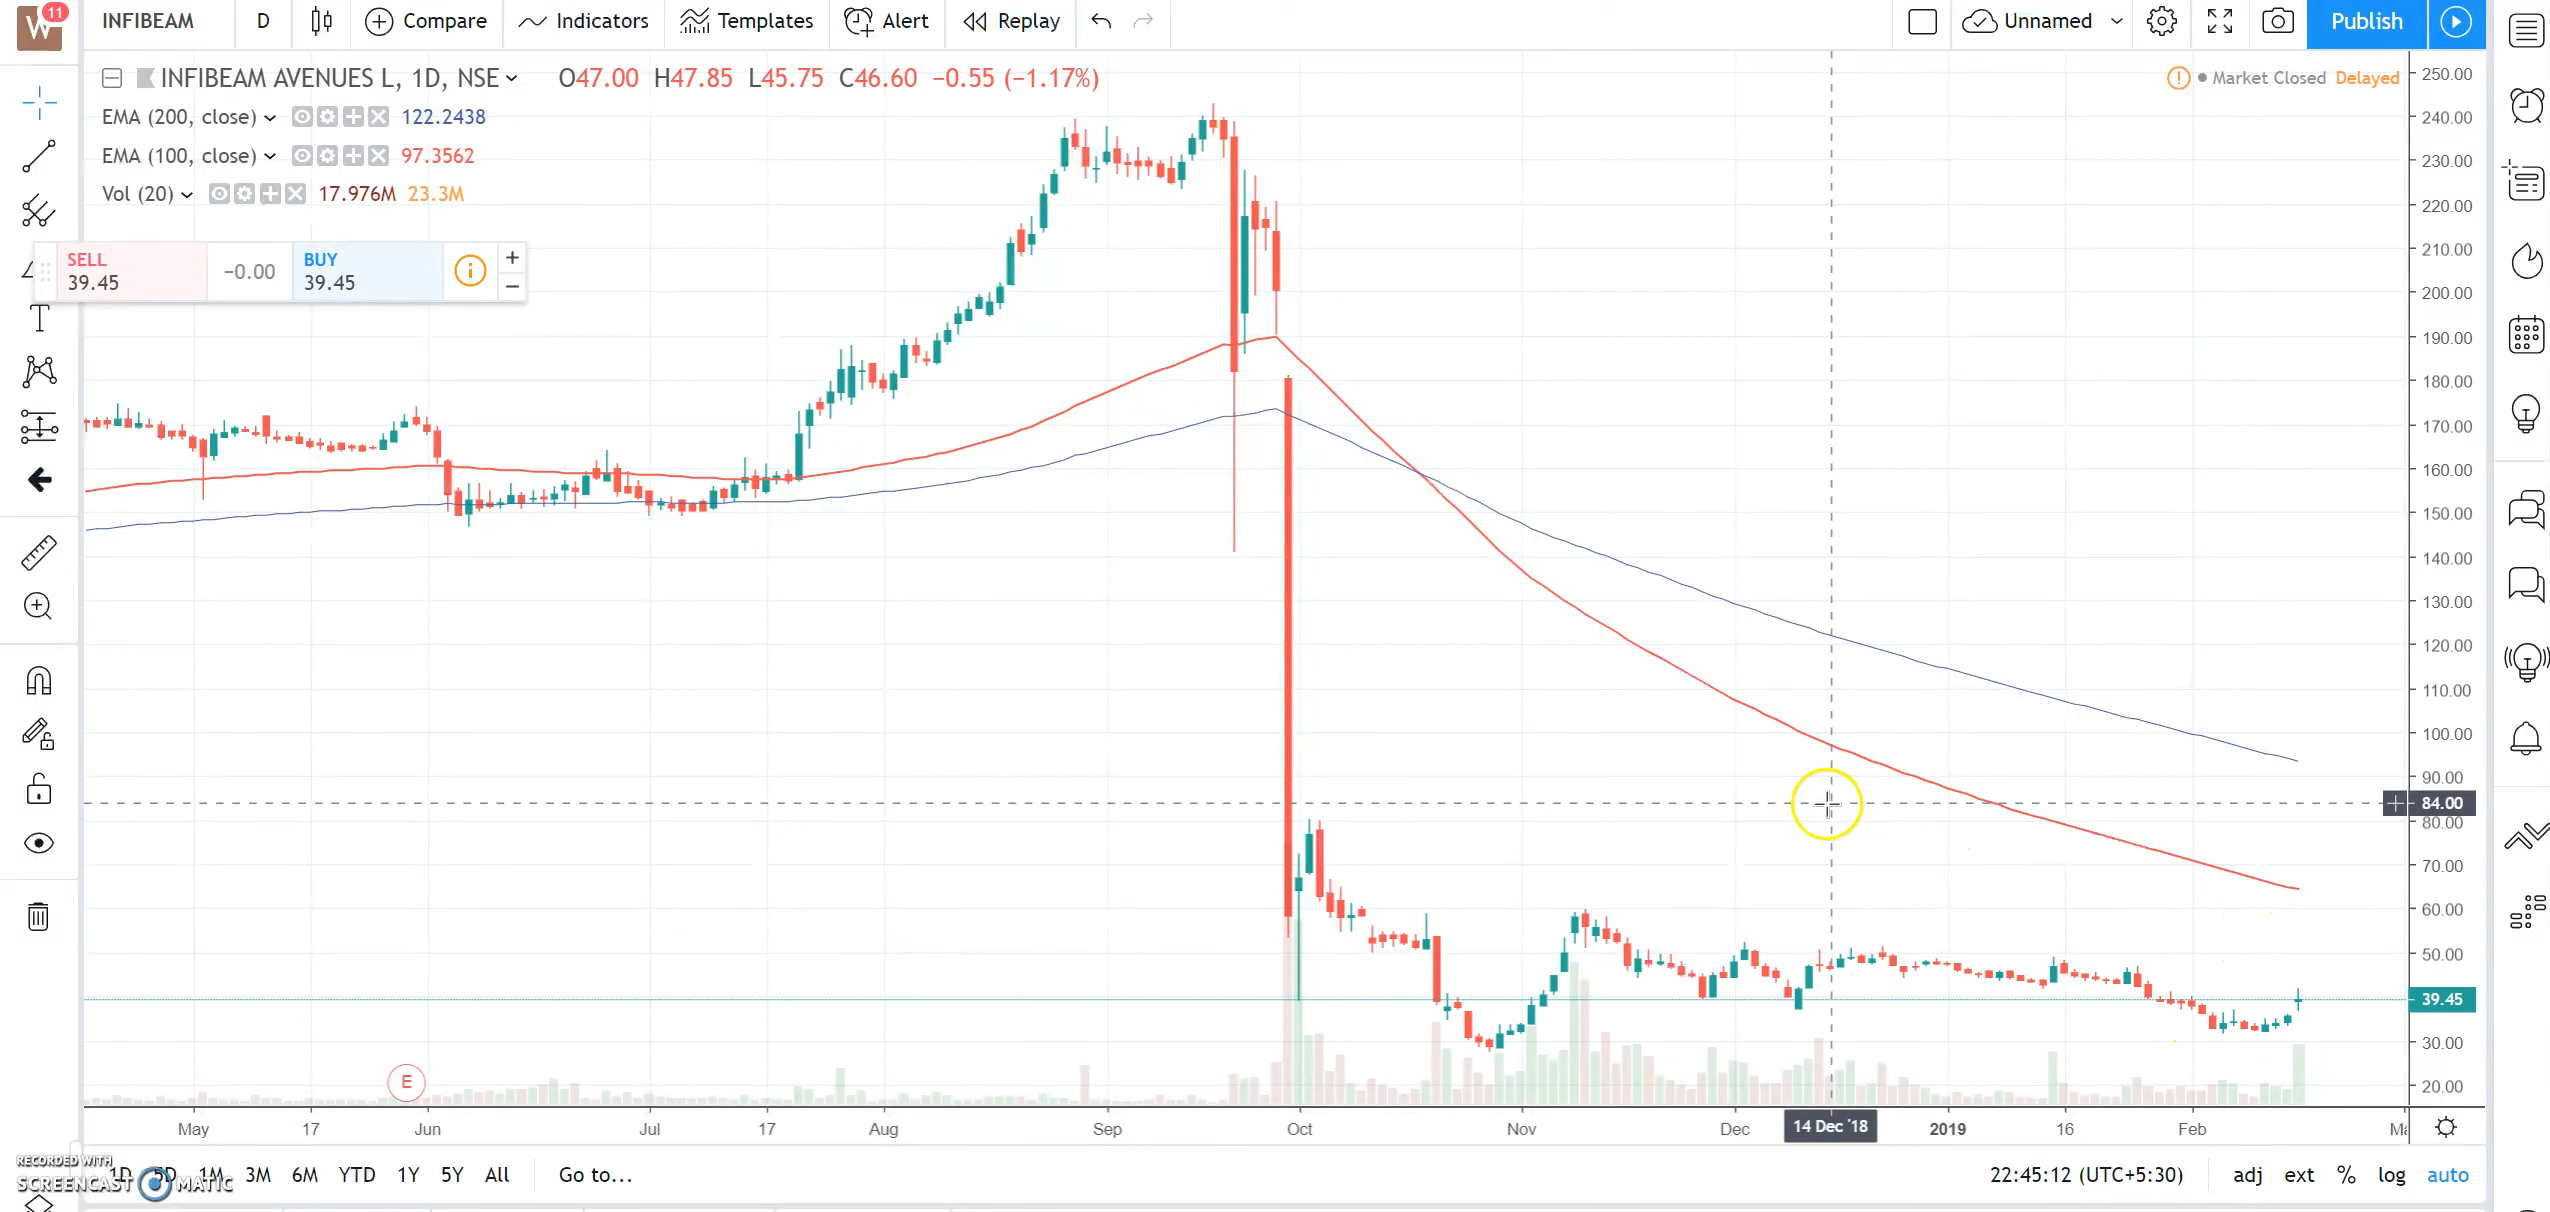 W 11 INFIBEAM D Compare Indicators Templates Alert Replay Unnamed Publish
INFIBEAM AVENUES L, 1D, NSE O47.00 H47.85 L45.75 C46.60 −0.55 (−1.17%)
Market Closed Delayed
EMA (200, close) 122.2438
EMA (100, close) 97.3562
Vol (20) 17.976M 23.3M
SELL
39.45
−0.00
BUY
39.45
T
250.00
240.00
230.00
220.00
210.00
200.00
190.00
180.00
170.00
160.00
150.00
140.00
130.00
120.00
110.00
100.00
90.00
84.00
80.00
70.00
60.00
50.00
39.45
30.00
20.00
E
May 17 Jun Jul 17 Aug Sep Oct Nov Dec 14 Dec '18 2019 16 Feb
RECORDED WITH
SCREENCAST MATIC
1D 5D 1M 3M 6M YTD 1Y 5Y All Go to... 22:45:12 (UTC+5:30) adj ext % log auto